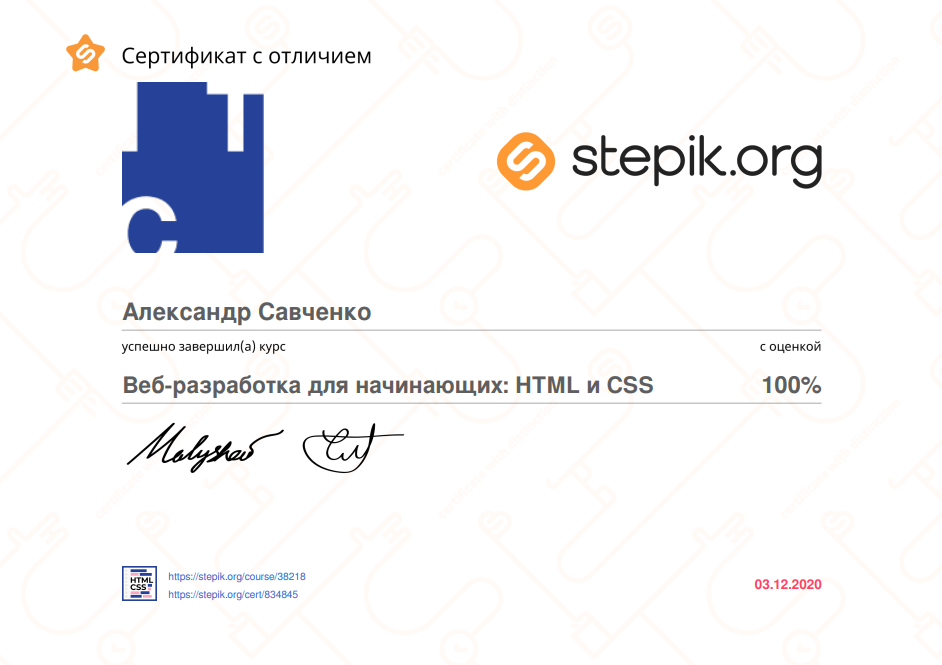 Сертификат с отличием
stepik.org
Александр Савченко
успешно завершил(а) курс
с оценкой
Веб-разработка для начинающих: HTML и CSS
100%
Malyshev
HTML
CSS
https://stepik.org/course/38218
https://stepik.org/cert/834845
03.12.2020